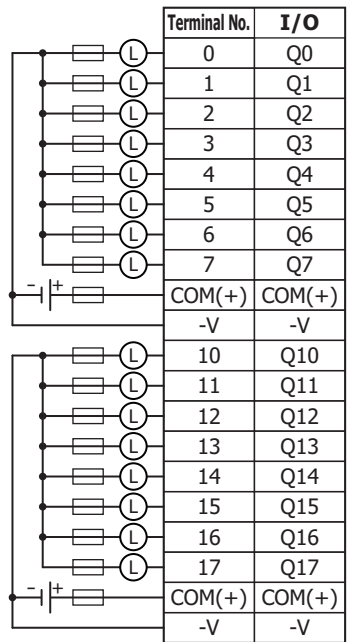 Terminal No. I/O
L 0 Q0
L 1 Q1
L 2 Q2
L 3 Q3
L 4 Q4
L 5 Q5
L 6 Q6
L 7 Q7
- + COM(+) COM(+)
-V -V
L 10 Q10
L 11 Q11
L 12 Q12
L 13 Q13
L 14 Q14
L 15 Q15
L 16 Q16
L 17 Q17
- + COM(+) COM(+)
-V -V